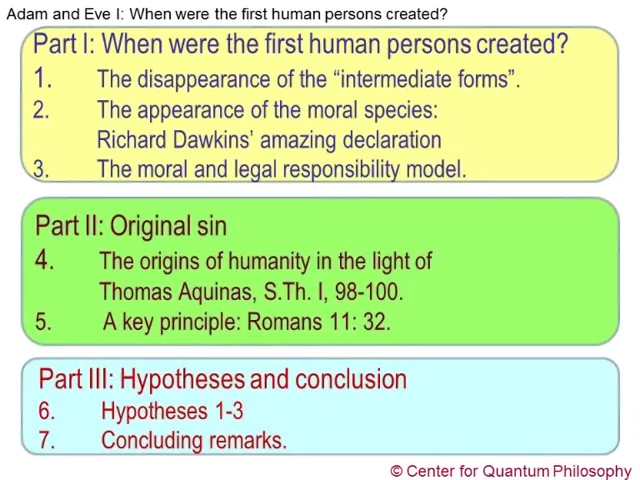 Adam and Eve I: When were the first human persons created?
Part I: When were the first human persons created?
1. The disappearance of the “intermediate forms”.
2. The appearance of the moral species:
Richard Dawkins’ amazing declaration
3. The moral and legal responsibility model.
Part II: Original sin
4. The origins of humanity in the light of
Thomas Aquinas, S.Th. I, 98-100.
5. A key principle: Romans 11: 32.
Part III: Hypotheses and conclusion
6. Hypotheses 1-3
7. Concluding remarks.
© Center for Quantum Philosophy